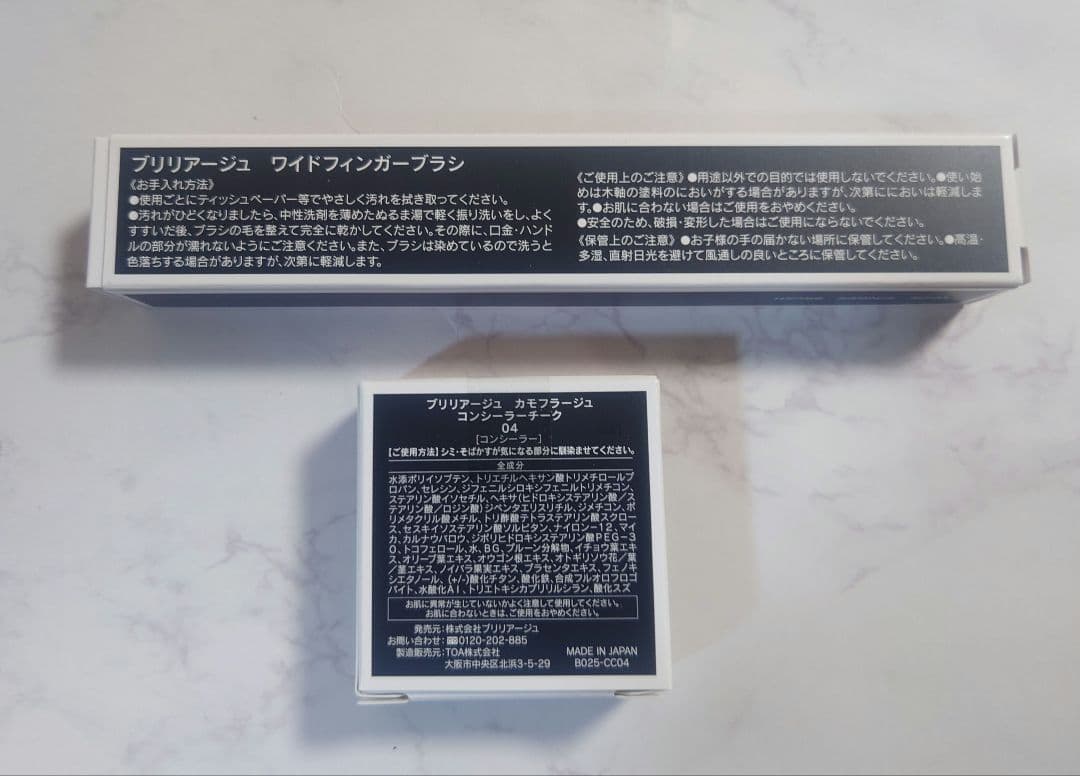 ブリリアージュ　ワイドフィンガーブラシ
《お手入れ方法》
●使用ごとにティッシュペーパー等でやさしく汚れを拭き取ってください。
●汚れがひどくなりましたら、中性洗剤を薄めたぬるま湯で軽く振り洗いをし、よく
すすいだ後、ブラシの毛を整えて完全に乾かしてください。その際に、口金・ハンド
ルの部分が濡れないようにご注意ください。また、ブラシは染めているので洗うと
色落ちする場合がありますが、次第に軽減します。
《ご使用上のご注意》●用途以外での目的では使用しないでください。●使い始
めは木軸の塗料のにおいがする場合がありますが、次第ににおいは軽減しま
す。●お肌に合わない場合はご使用をおやめください。
●安全のため、破損・変形した場合はご使用にならないでください。
《保管上のご注意》●お子様の手の届かない場所に保管してください。●高温・
多湿、直射日光を避けて風通しの良いところに保管してください。
ブリリアージュ　カモフラージュ
コンシーラーチーク
04
[コンシーラー]
【ご使用方法】シミ・そばかすが気になる部分に馴染ませてください。
全成分
水添ポリイソブテン、トリエチルヘキサン酸トリメチロールプ
ロパン、セレシン、ジフェニルシロキシフェニルトリメチコン、
ステアリン酸イソセチル、ヘキサ(ヒドロキシステアリン酸／ス
テアリン酸／ロジン酸)ジペンタエリスリチル、ジメチコン、ポ
リメタクリル酸メチル、トリ酢酸テトラステアリン酸スクロー
ス、セスキイソステアリン酸ソルビタン、ナイロン-12、マイ
カ、カルナウバロウ、ジポリヒドロキシステアリン酸PEG-3
0、トコフェロール、水、BG、プルーン分解物、イチョウ葉エキ
ス、オリーブ葉エキス、オウゴン根エキス、オトギリソウ花／葉
／茎エキス、ノイバラ果実エキス、プラセンタエキス、フェノキ
シエタノール、(+/-)酸化チタン、酸化鉄、合成フルオロフロゴ
パイト、水酸化Al、トリエトキシカプリリルシラン、酸化スズ
お肌に異常が生じていないかよく注意して使用してください。
お肌に合わないときは、ご使用をおやめください。
発売元：株式会社ブリリアージュ
お問い合わせ：0120-202-885
製造販売元：TOA株式会社
大阪市中央区北浜3-5-29
MADE IN JAPAN
B025-CC04